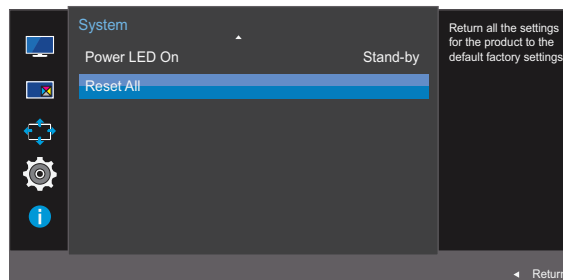 System
Power LED On Stand-by
Reset All
Return all the settings
for the product to the
default factory settings
Return